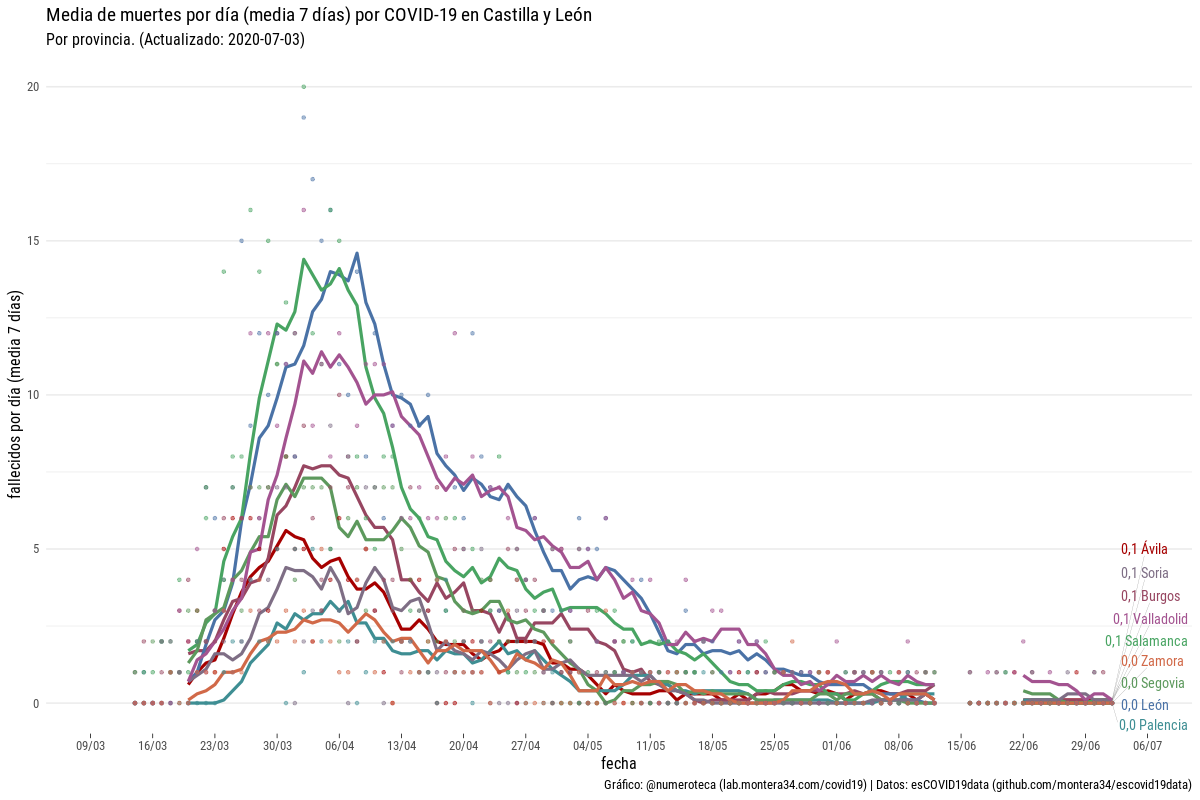 Media de muertes por día (media 7 días) por COVID-19 en Castilla y León
Por provincia. (Actualizado: 2020-07-03)
fallecidos por día (media 7 días)
20
15
10
5
0
0,1 Ávila
0,1 Soria
0,1 Burgos
0,1 Valladolid
0,1 Salamanca
0,0 Zamora
0,0 Segovia
0,0 León
0,0 Palencia
09/03 16/03 23/03 30/03 06/04 13/04 20/04 27/04 04/05 11/05 18/05 25/05 01/06 08/06 15/06 22/06 29/06 06/07
fecha
Gráfico: @numeroteca (lab.montera34.com/covid19) | Datos: esCOVID19data (github.com/montera34/escovid19data)